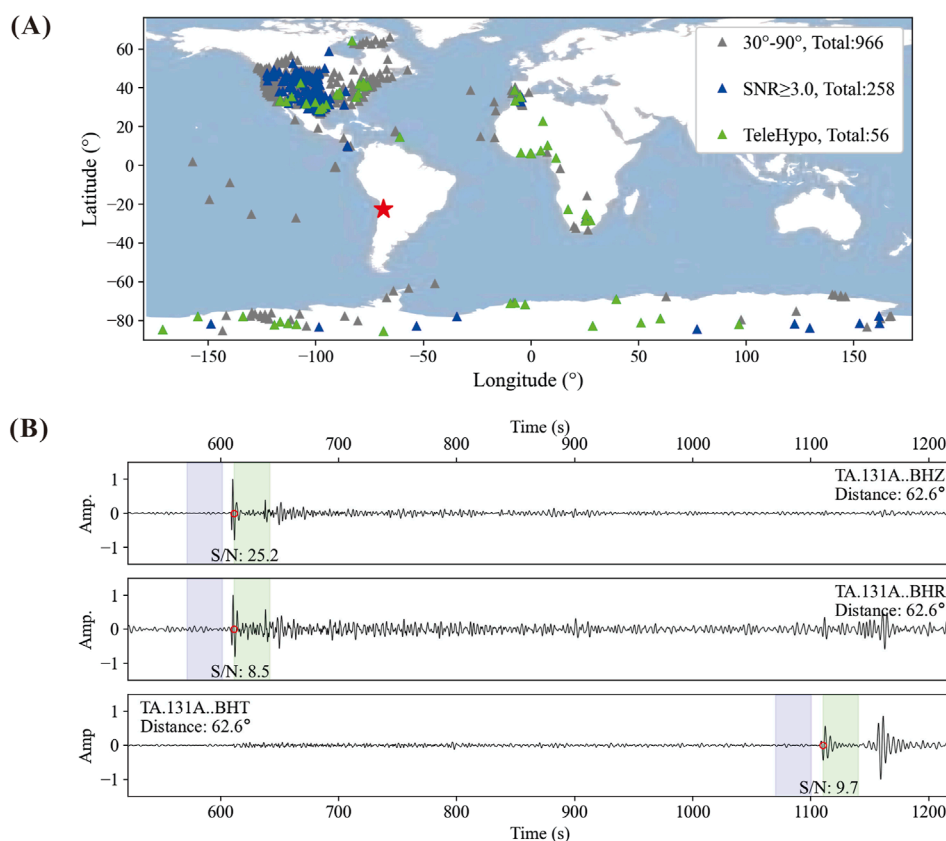 (A)
60
40
20
0
−20
−40
−60
−80
Latitude (°)
30°-90°, Total:966
SNR≥3.0, Total:258
TeleHypo, Total:56
−150 −100 −50 0 50 100 150
Longitude (°)
(B)
Time (s)
600 700 800 900 1000 1100 1200
1
0
−1
Amp.
TA.131A..BHZ
Distance: 62.6°
S/N: 25.2
1
0
−1
Amp.
TA.131A..BHR
Distance: 62.6°
S/N: 8.5
1
0
−1
Amp
TA.131A..BHT
Distance: 62.6°
S/N: 9.7
600 700 800 900 1000 1100 1200
Time (s)